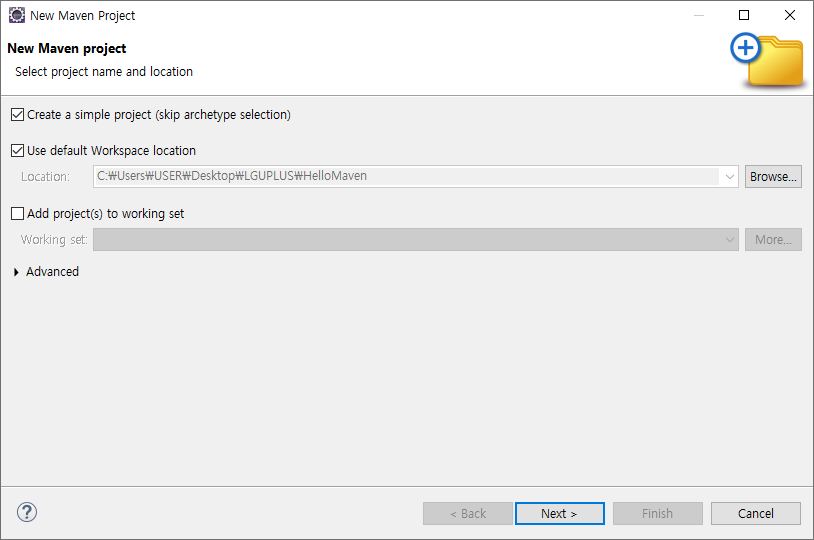 New Maven Project
New Maven project
Select project name and location
Create a simple project (skip archetype selection)
Use default Workspace location
Location: C:₩Users₩USER₩Desktop₩LGUPLUS₩HelloMaven Browse...
Add project(s) to working set
Working set: More...
Advanced
? < Back Next > Finish Cancel